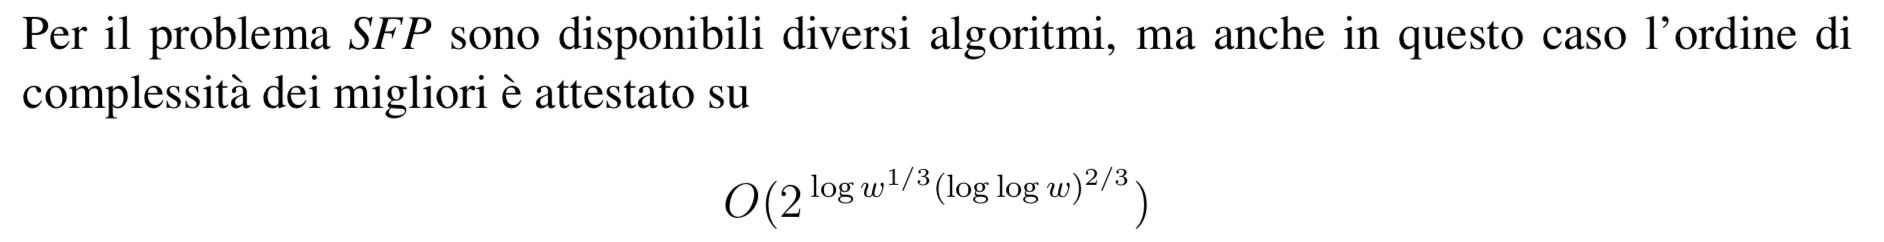 Per il problema SFP sono disponibili diversi algoritmi, ma anche in questo caso l'ordine di
complessità dei migliori è attestato su
O(2^{log w^{1/3}(log log w)^{2/3}})